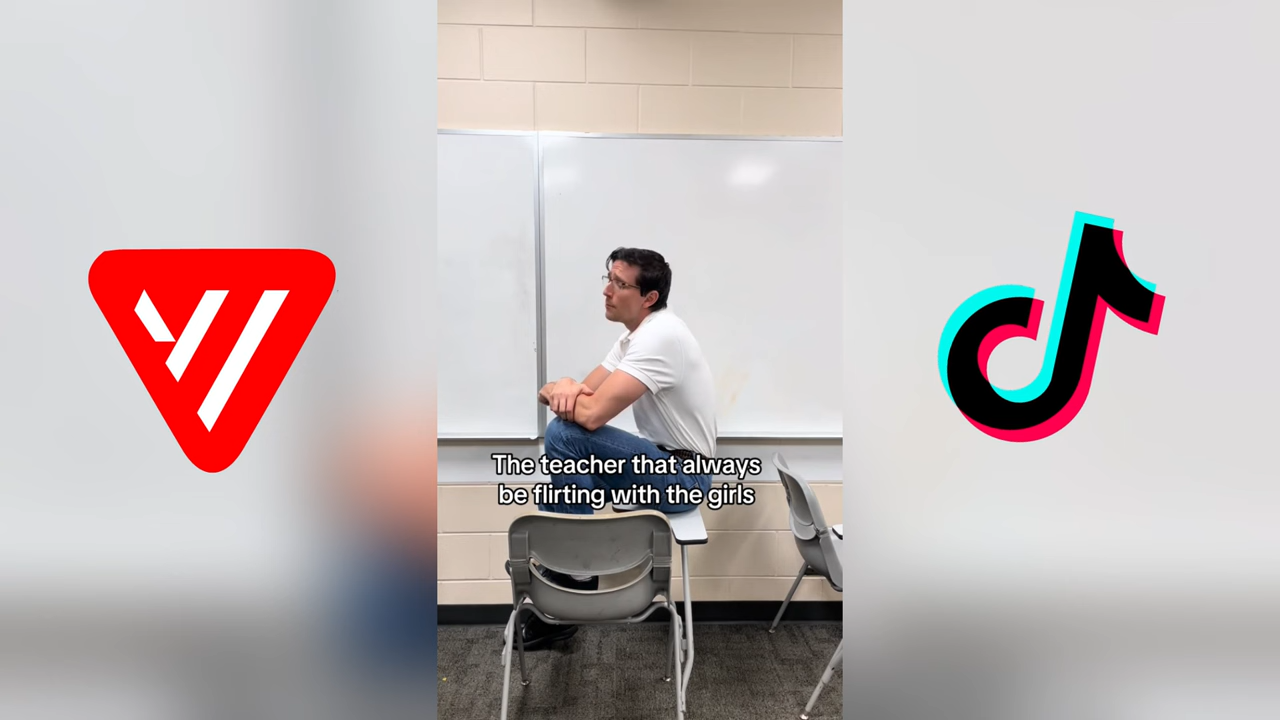 The teacher that always
be flirting with the girls